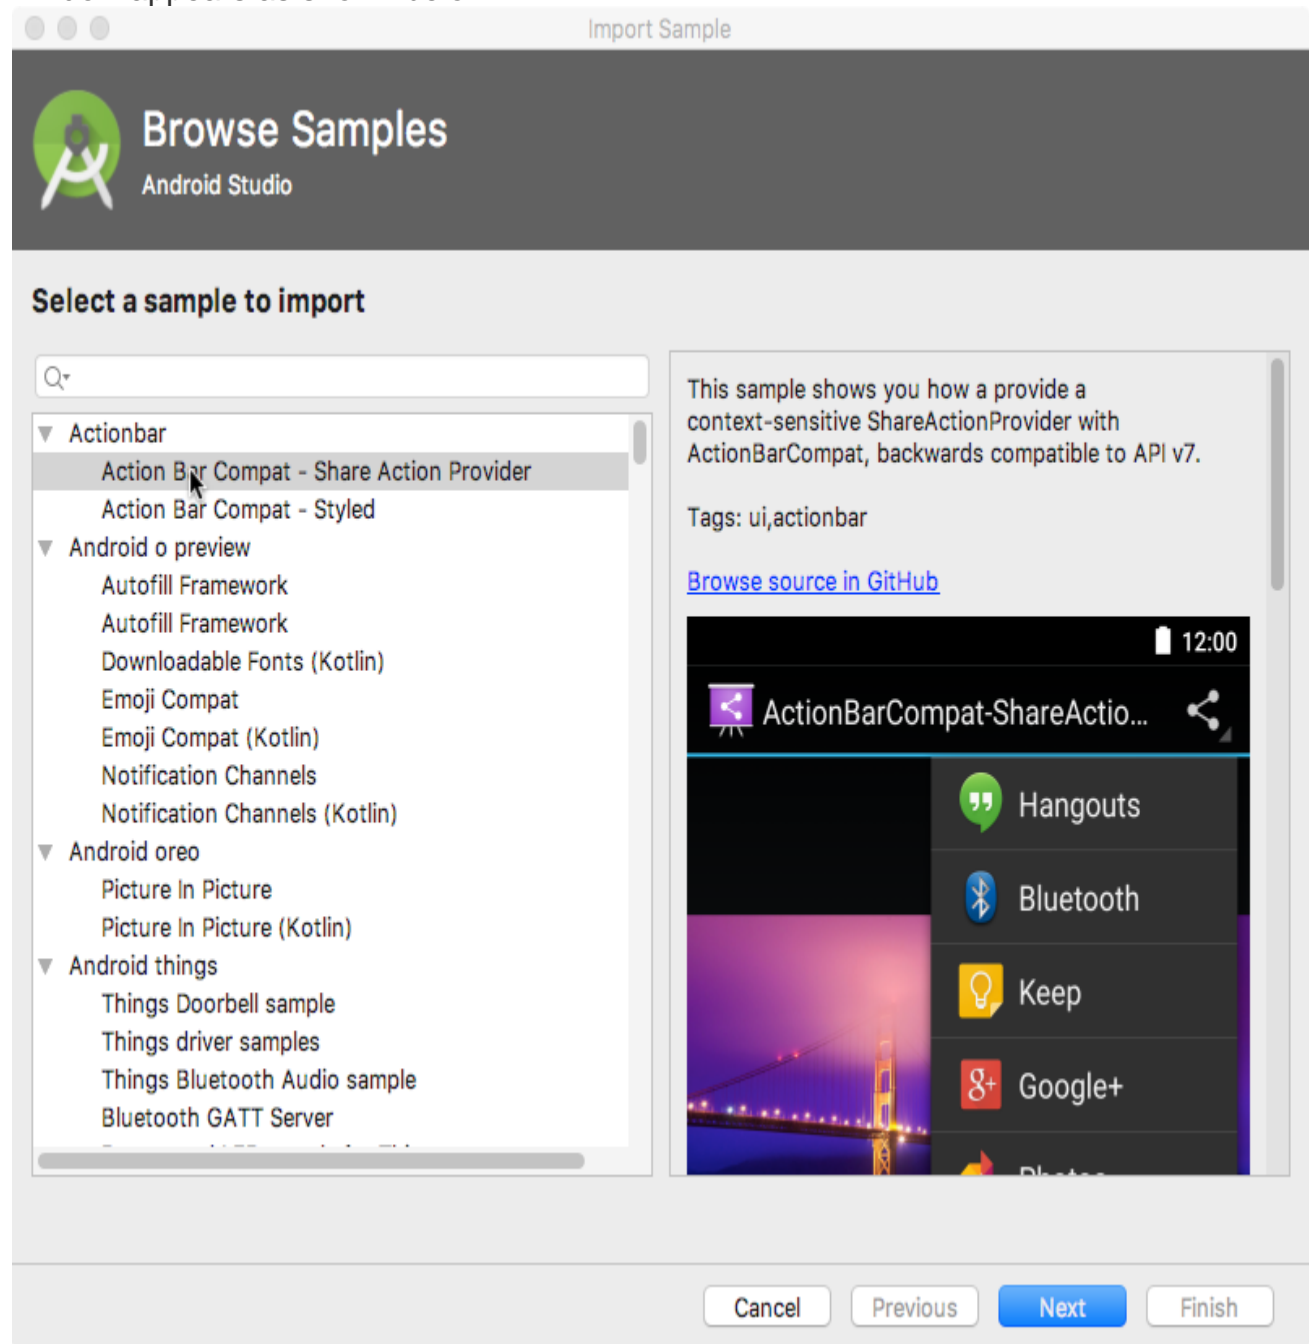 Import Sample
Browse Samples
Android Studio
Select a sample to import
Actionbar
Action Bar Compat - Share Action Provider
Action Bar Compat - Styled
Android o preview
Autofill Framework
Autofill Framework
Downloadable Fonts (Kotlin)
Emoji Compat
Emoji Compat (Kotlin)
Notification Channels
Notification Channels (Kotlin)
Android oreo
Picture In Picture
Picture In Picture (Kotlin)
Android things
Things Doorbell sample
Things driver samples
Things Bluetooth Audio sample
Bluetooth GATT Server
This sample shows you how a provide a
context-sensitive ShareActionProvider with
ActionBarCompat, backwards compatible to API v7.
Tags: ui,actionbar
Browse source in GitHub
12:00
ActionBarCompat-ShareActio...
Hangouts
Bluetooth
Keep
Google+
Photos
Cancel
Previous
Next
Finish